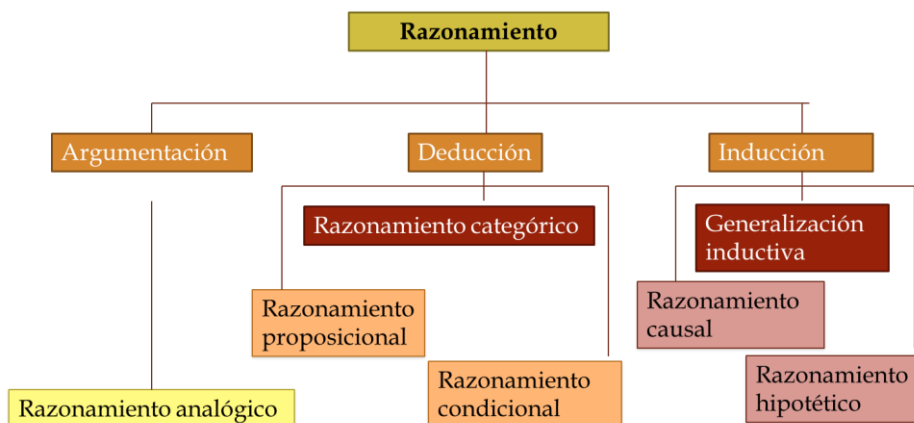 Razonamiento
Argumentación
Deducción
Inducción
Razonamiento categórico
Generalización
inductiva
Razonamiento
proposicional
Razonamiento
causal
Razonamiento analógico
Razonamiento
condicional
Razonamiento
hipotético